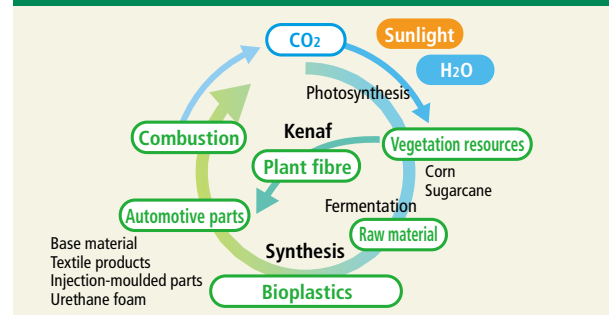 CO2
Sunlight
H2O
Photosynthesis
Combustion
Kenaf
Vegetation resources
Plant fibre
Corn
Sugarcane
Fermentation
Automotive parts
Raw material
Base material
Textile products
Injection-moulded parts
Urethane foam
Synthesis
Bioplastics